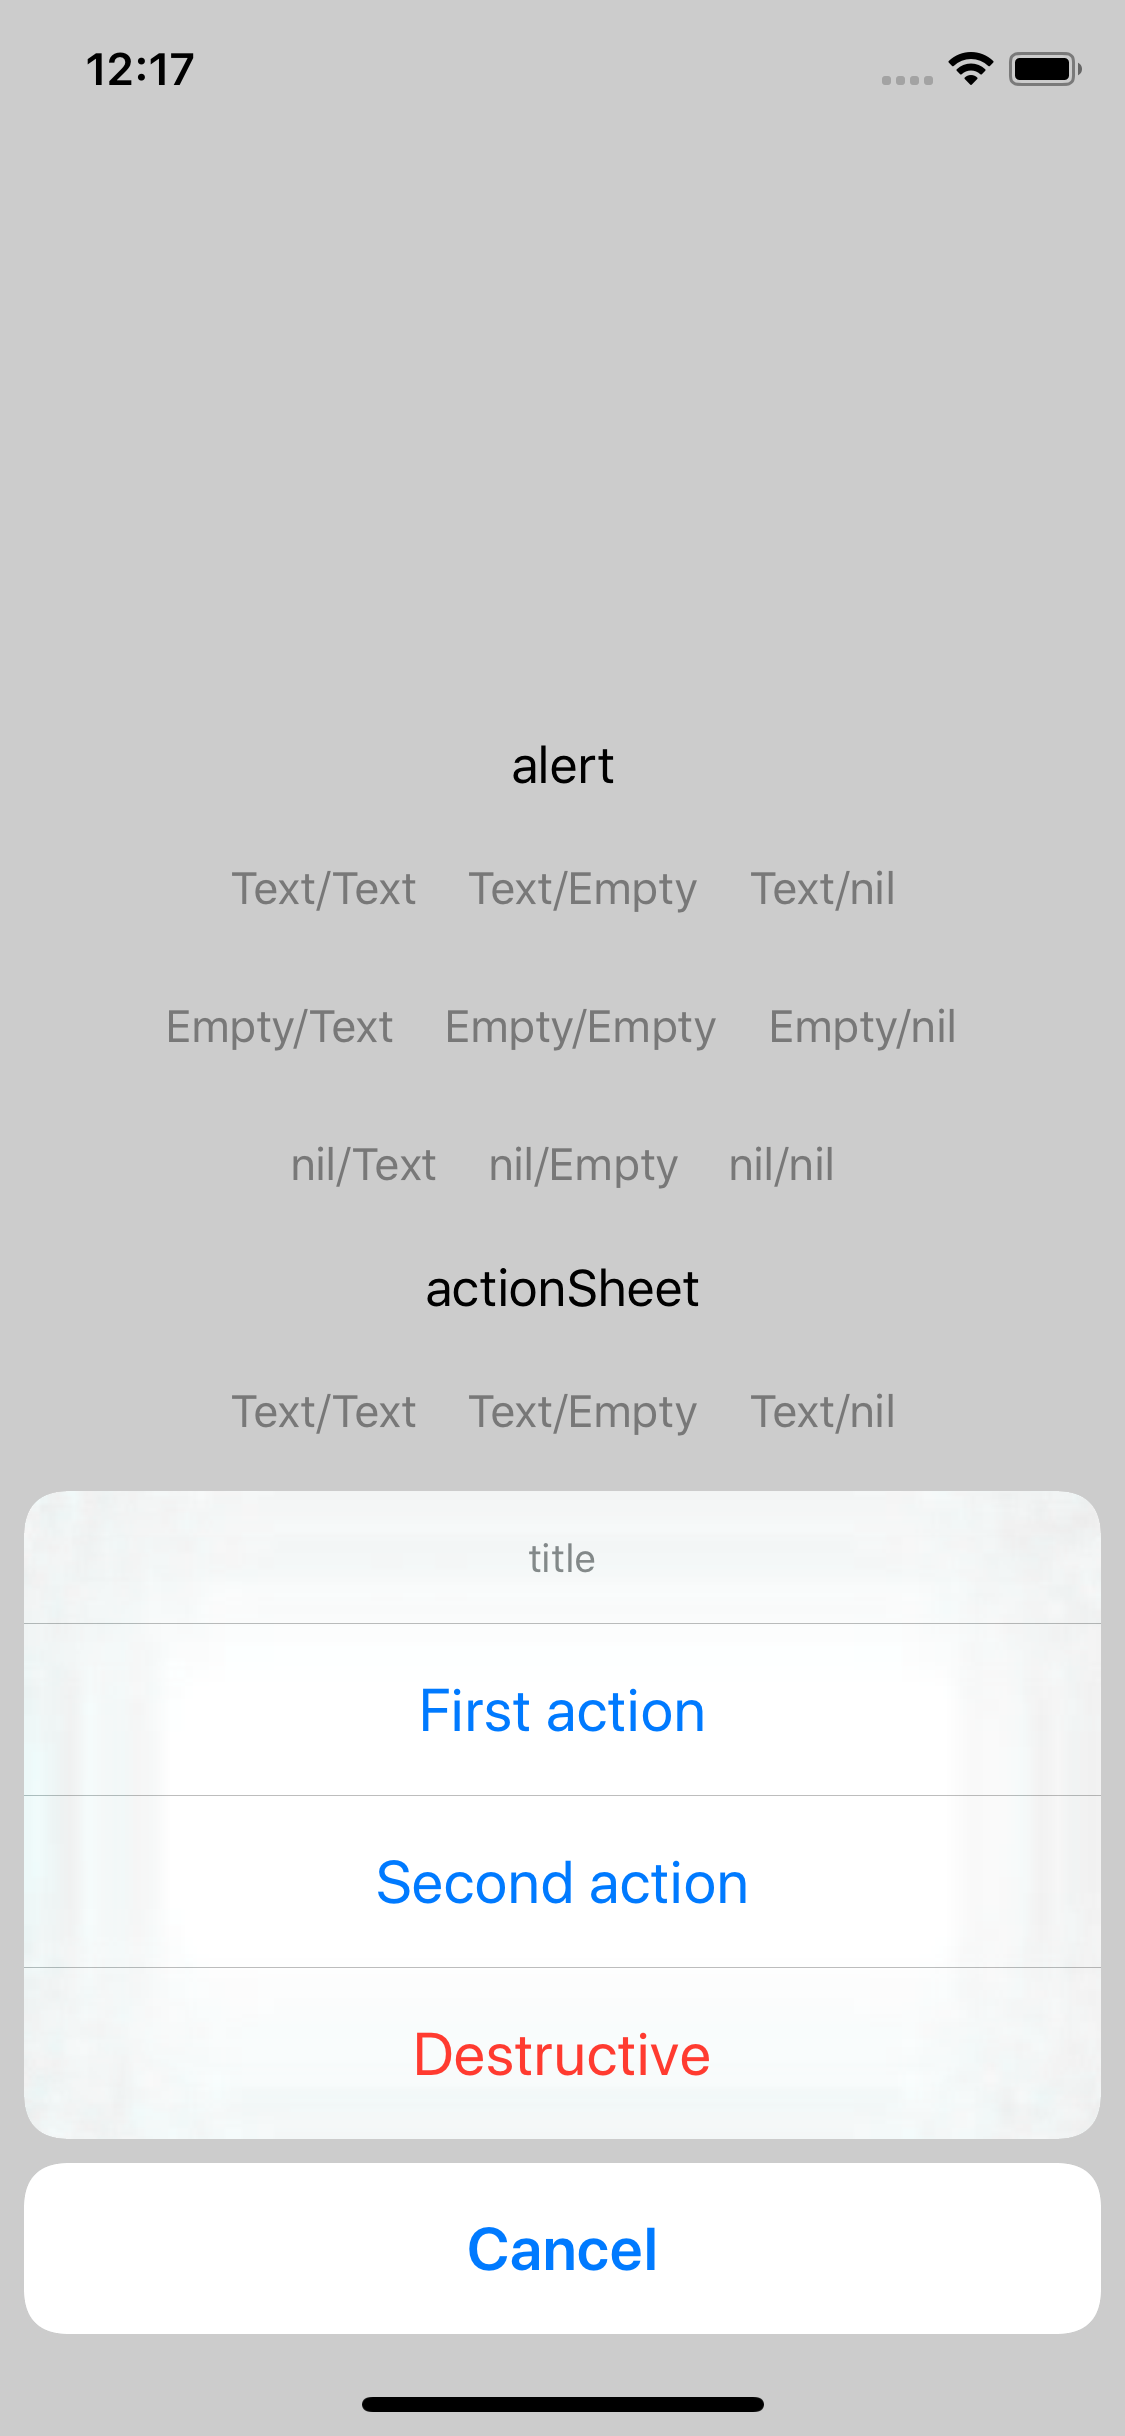 12:17
alert
Text/Text Text/Empty Text/nil
Empty/Text Empty/Empty Empty/nil
nil/Text nil/Empty nil/nil
actionSheet
Text/Text Text/Empty Text/nil
title
First action
Second action
Destructive
Cancel